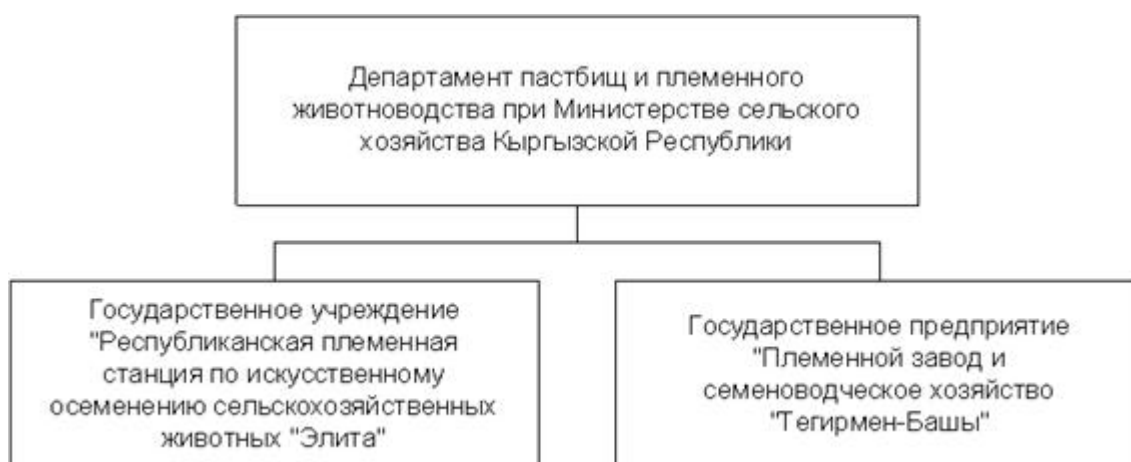 Департамент пастбищ и племенного
животноводства при Министерстве сельского
хозяйства Кыргызской Республики
Государственное учреждение
"Республиканская племенная
станция по искусственному
осеменению сельскохозяйственных
животных "Элита"
Государственное предприятие
"Племенной завод и
семеноводческое хозяйство
"Тегирмен-Башы"